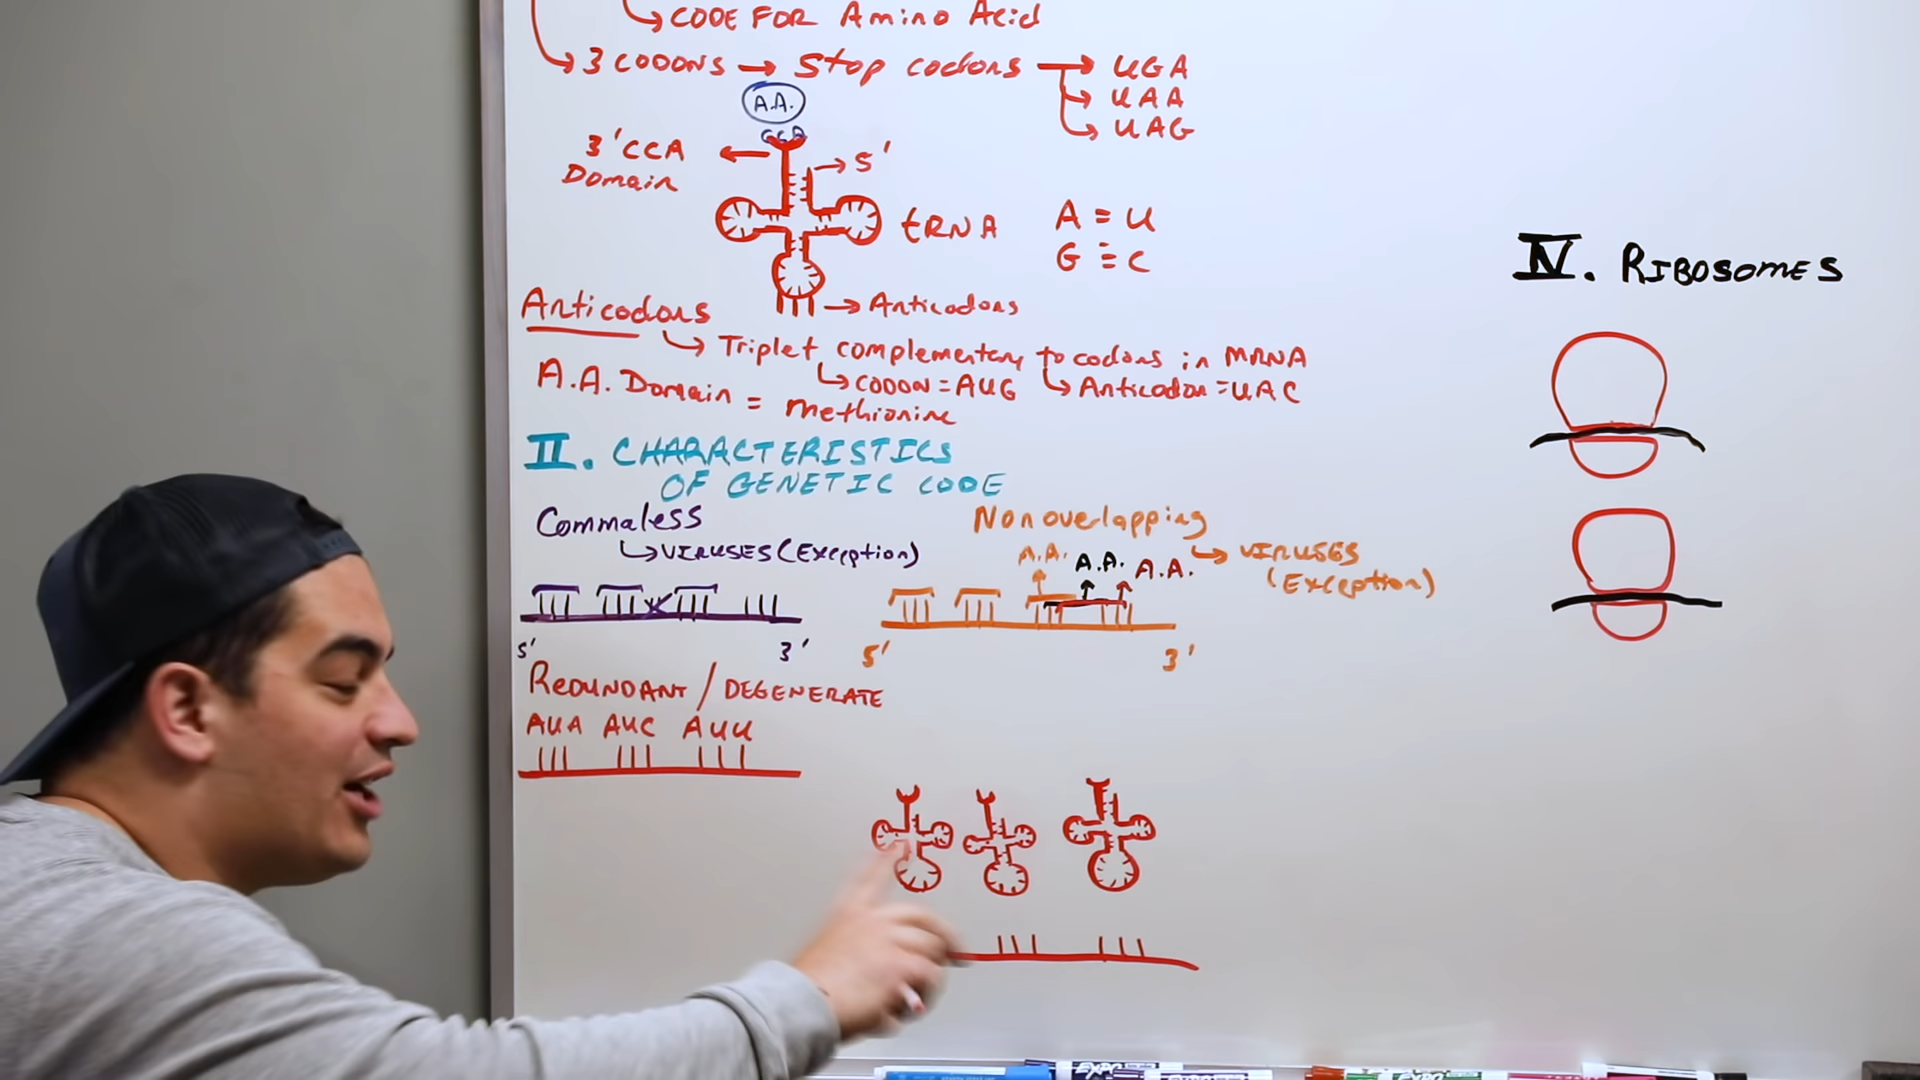 CODE FOR Amino Acid
3 CODONS → Stop codons → UGA
UAA
UAG
A.A.
CCA
3'CCA
Domain
5'
tRNA
A = U
G ≡ C
Anticodons
Anticodons
Triplet complementary to codons in mRNA
codon = AUG
Anticodon = UAC
A.A. Domain = methionine
II. CHARACTERISTICS
OF GENETIC CODE
Commaless
VIRUSES (Exception)
5' 3'
Nonoverlapping
VIRUSES
(Exception)
A.A. A.A. A.A.
5' 3'
REDUNDANT / DEGENERATE
AUA AUC AUU
IV. RIBOSOMES
EXPO